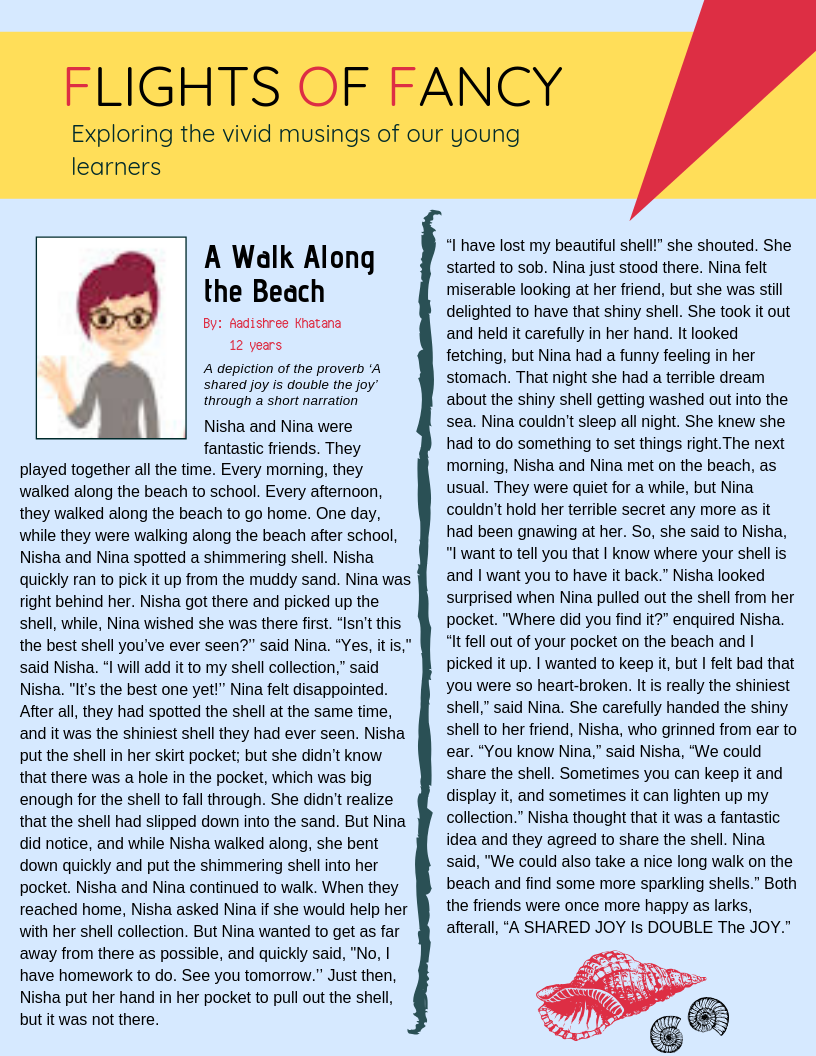 FLIGHTS OF FANCY
Exploring the vivid musings of our young
learners
A Walk Along
the Beach
By: Aadishree Khatana
12 years
A depiction of the proverb ‘A
shared joy is double the joy’
through a short narration
Nisha and Nina were
fantastic friends. They
played together all the time. Every morning, they
walked along the beach to school. Every afternoon,
they walked along the beach to go home. One day,
while they were walking along the beach after school,
Nisha and Nina spotted a shimmering shell. Nisha
quickly ran to pick it up from the muddy sand. Nina was
right behind her. Nisha got there and picked up the
shell, while, Nina wished she was there first. “Isn’t this
the best shell you’ve ever seen?’’ said Nina. “Yes, it is,"
said Nisha. “I will add it to my shell collection,” said
Nisha. "It’s the best one yet!’’ Nina felt disappointed.
After all, they had spotted the shell at the same time,
and it was the shiniest shell they had ever seen. Nisha
put the shell in her skirt pocket; but she didn’t know
that there was a hole in the pocket, which was big
enough for the shell to fall through. She didn’t realize
that the shell had slipped down into the sand. But Nina
did notice, and while Nisha walked along, she bent
down quickly and put the shimmering shell into her
pocket. Nisha and Nina continued to walk. When they
reached home, Nisha asked Nina if she would help her
with her shell collection. But Nina wanted to get as far
away from there as possible, and quickly said, "No, I
have homework to do. See you tomorrow.’’ Just then,
Nisha put her hand in her pocket to pull out the shell,
but it was not there.
“I have lost my beautiful shell!” she shouted. She
started to sob. Nina just stood there. Nina felt
miserable looking at her friend, but she was still
delighted to have that shiny shell. She took it out
and held it carefully in her hand. It looked
fetching, but Nina had a funny feeling in her
stomach. That night she had a terrible dream
about the shiny shell getting washed out into the
sea. Nina couldn’t sleep all night. She knew she
had to do something to set things right.The next
morning, Nisha and Nina met on the beach, as
usual. They were quiet for a while, but Nina
couldn’t hold her terrible secret any more as it
had been gnawing at her. So, she said to Nisha,
"I want to tell you that I know where your shell is
and I want you to have it back.” Nisha looked
surprised when Nina pulled out the shell from her
pocket. "Where did you find it?” enquired Nisha.
“It fell out of your pocket on the beach and I
picked it up. I wanted to keep it, but I felt bad that
you were so heart-broken. It is really the shiniest
shell,” said Nina. She carefully handed the shiny
shell to her friend, Nisha, who grinned from ear to
ear. “You know Nina,” said Nisha, “We could
share the shell. Sometimes you can keep it and
display it, and sometimes it can lighten up my
collection.” Nisha thought that it was a fantastic
idea and they agreed to share the shell. Nina
said, "We could also take a nice long walk on the
beach and find some more sparkling shells.” Both
the friends were once more happy as larks,
afterall, “A SHARED JOY Is DOUBLE The JOY.”